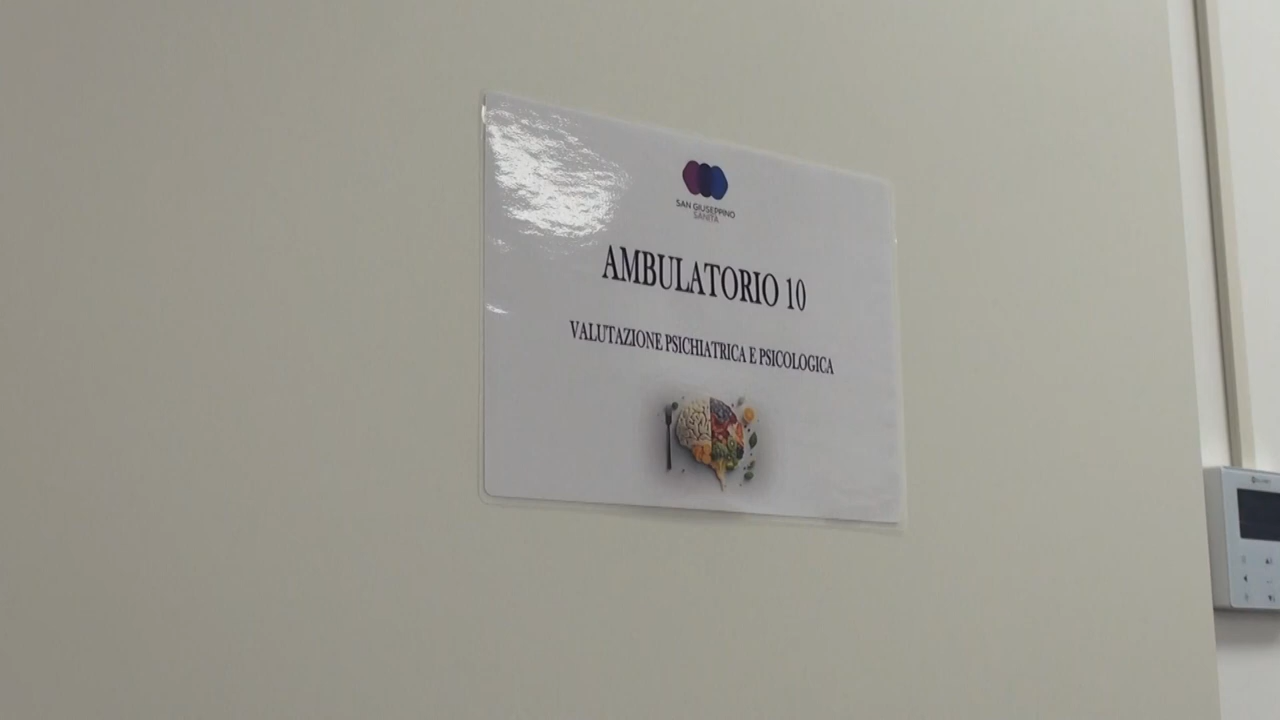 SAN GIUSEPPINO
SANITÀ
AMBULATORIO 10
VALUTAZIONE PSICHIATRICA E PSICOLOGICA